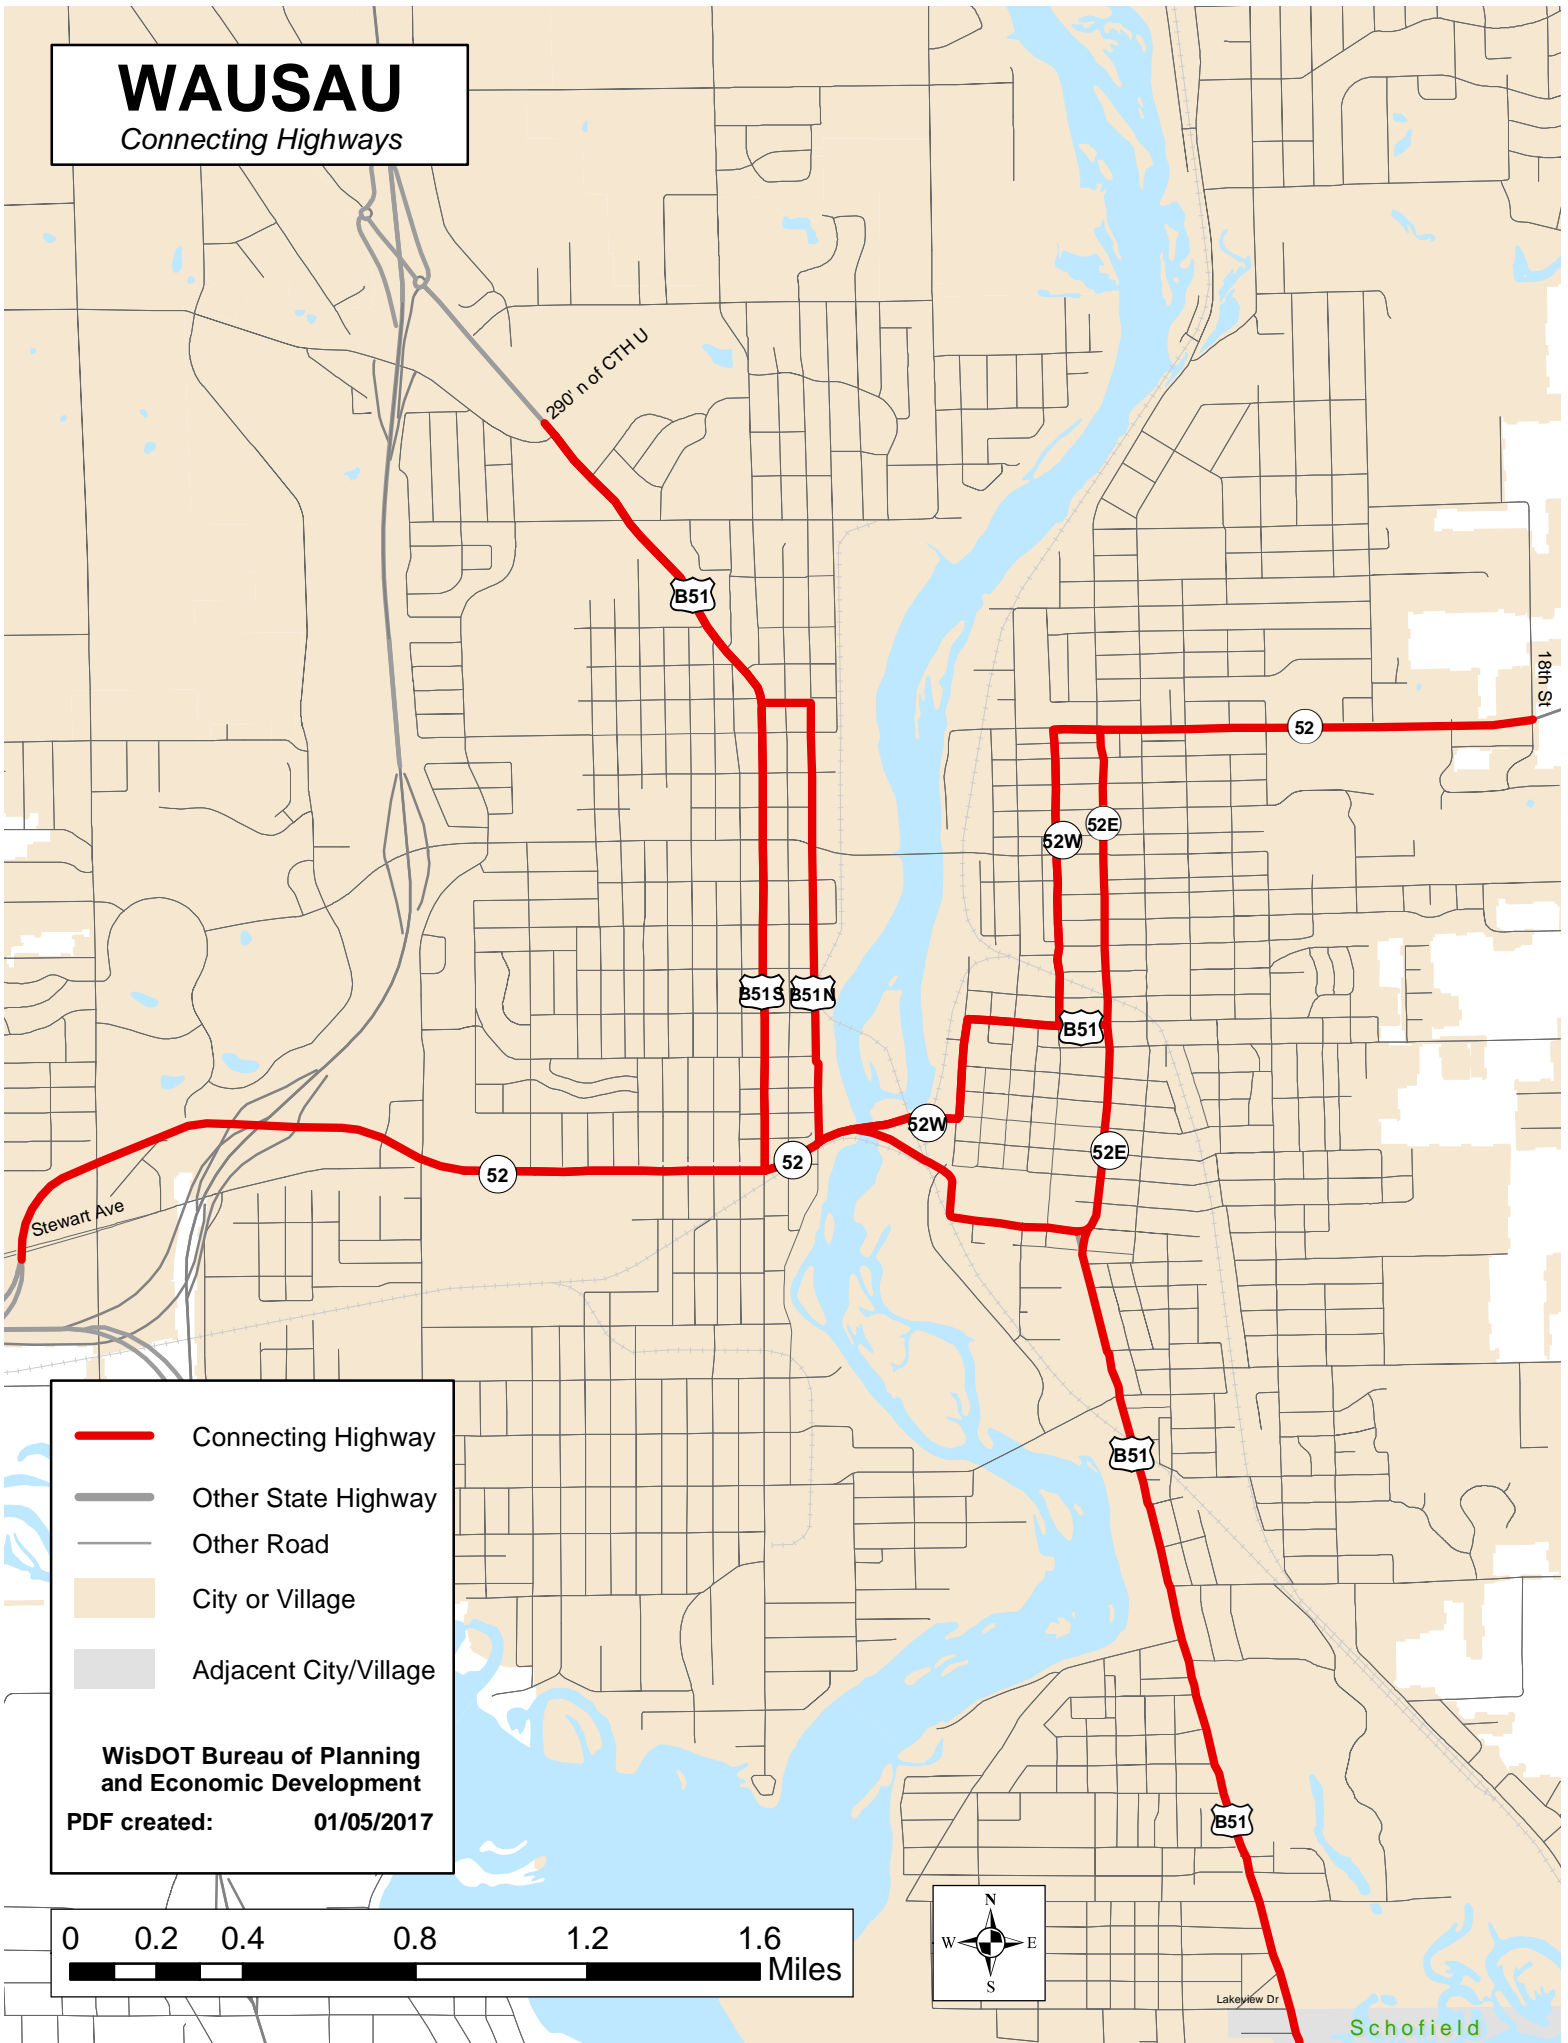 WAUSAU
Connecting Highways
290' n of CTH U
B51
18th St
52
52E
52W
B51S
B51N
B51
52W
52E
52
52
Stewart Ave
B51
Connecting Highway
Other State Highway
Other Road
City or Village
Adjacent City/Village
WisDOT Bureau of Planning
and Economic Development
PDF created: 01/05/2017
B51
0 0.2 0.4 0.8 1.2 1.6
Miles
N
W E
S
Lakeview Dr
Schofield